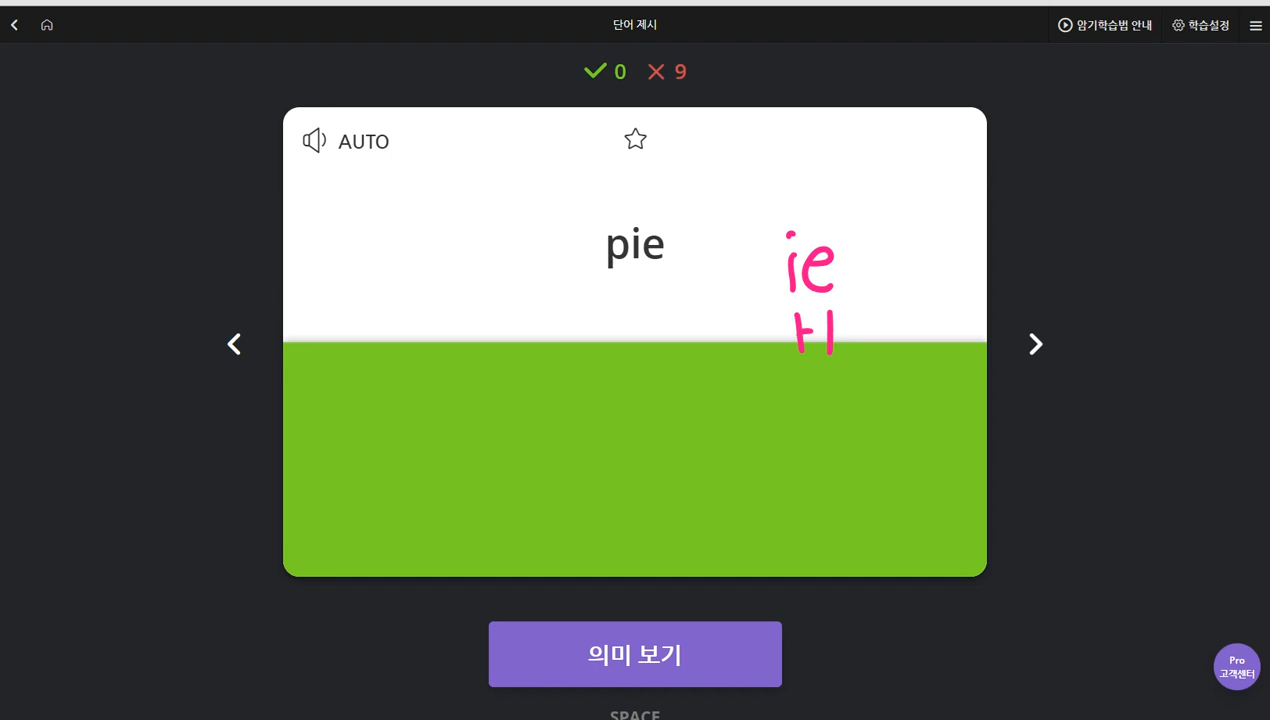 단어 제시
암기학습법 안내
학습설정
0
9
AUTO
pie
ie
ㅏㅣ
의미 보기
Pro
고객센터
SPACE